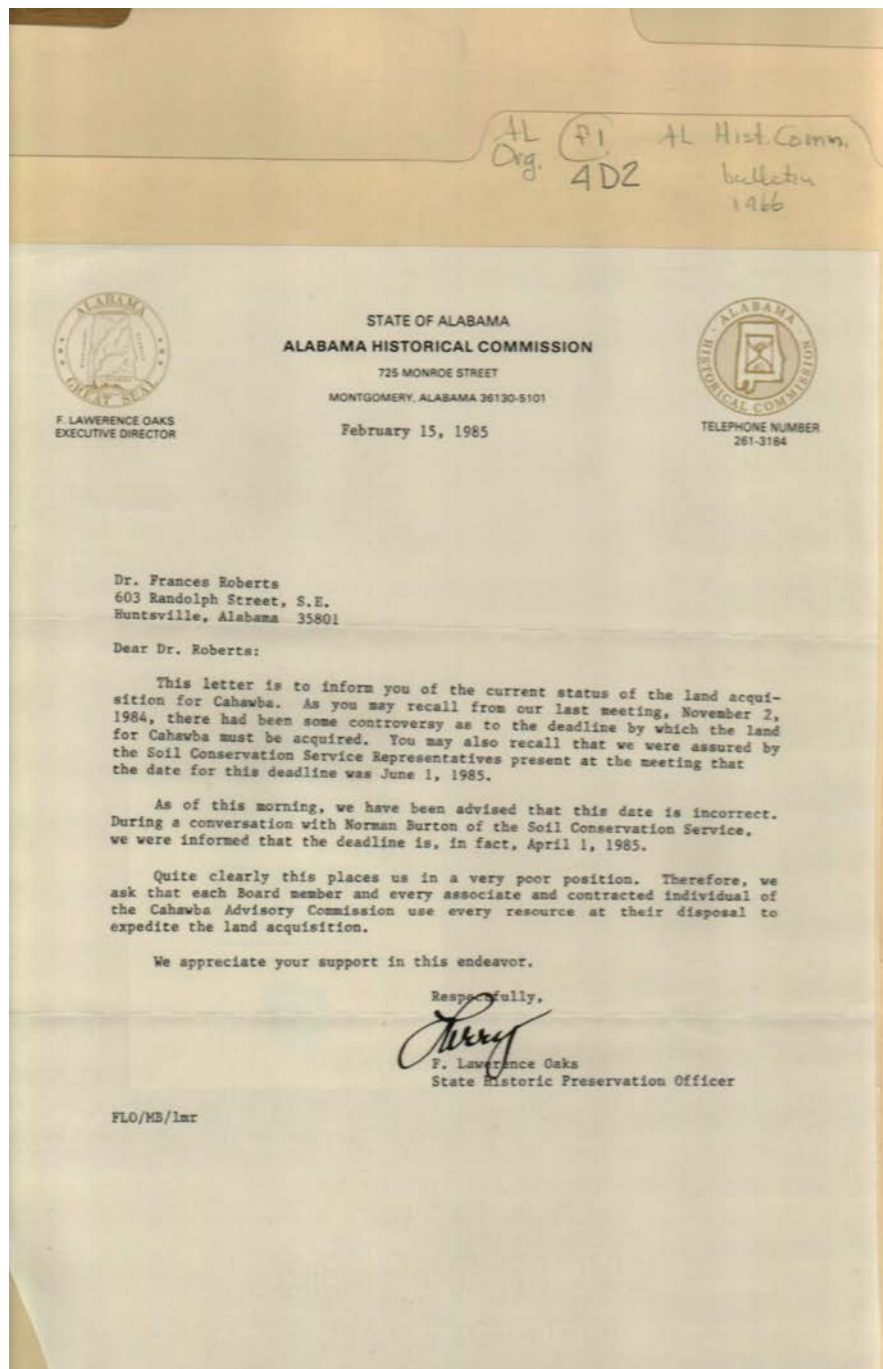 AL F1 AL Hist. Comm.
Org. 4D2 bulletin
1966
ALABAMA
GREAT SEAL
F. LAWERENCE OAKS
EXECUTIVE DIRECTOR
STATE OF ALABAMA
ALABAMA HISTORICAL COMMISSION
725 MONROE STREET
MONTGOMERY, ALABAMA 36130-5101
February 15, 1985
ALABAMA
HISTORICAL COMMISSION
TELEPHONE NUMBER
261-3184
Dr. Frances Roberts
603 Randolph Street, S.E.
Huntsville, Alabama 35801
Dear Dr. Roberts:
This letter is to inform you of the current status of the land acqui-
sition for Cahawba. As you may recall from our last meeting, November 2,
1984, there had been some controversy as to the deadline by which the land
for Cahawba must be acquired. You may also recall that we were assured by
the Soil Conservation Service Representatives present at the meeting that
the date for this deadline was June 1, 1985.
As of this morning, we have been advised that this date is incorrect.
During a conversation with Norman Burton of the Soil Conservation Service,
we were informed that the deadline is, in fact, April 1, 1985.
Quite clearly this places us in a very poor position. Therefore, we
ask that each Board member and every associate and contracted individual of
the Cahawba Advisory Commission use every resource at their disposal to
expedite the land acquisition.
We appreciate your support in this endeavor.
Respectfully,
Larry
F. Lawerence Oaks
State Historic Preservation Officer
FLO/MB/lmr